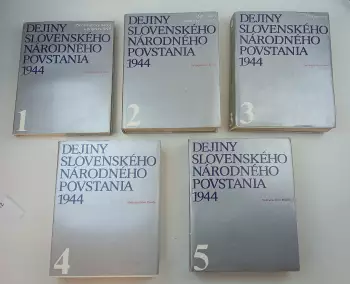 DEJINY
SLOVENSKÉHO
NÁRODNÉHO
POVSTANIA
1944
1
DEJINY
SLOVENSKÉHO
NÁRODNÉHO
POVSTANIA
1944
2
DEJINY
SLOVENSKÉHO
NÁRODNÉHO
POVSTANIA
1944
3
DEJINY
SLOVENSKÉHO
NÁRODNÉHO
POVSTANIA
1944
4
DEJINY
SLOVENSKÉHO
NÁRODNÉHO
POVSTANIA
1944
5